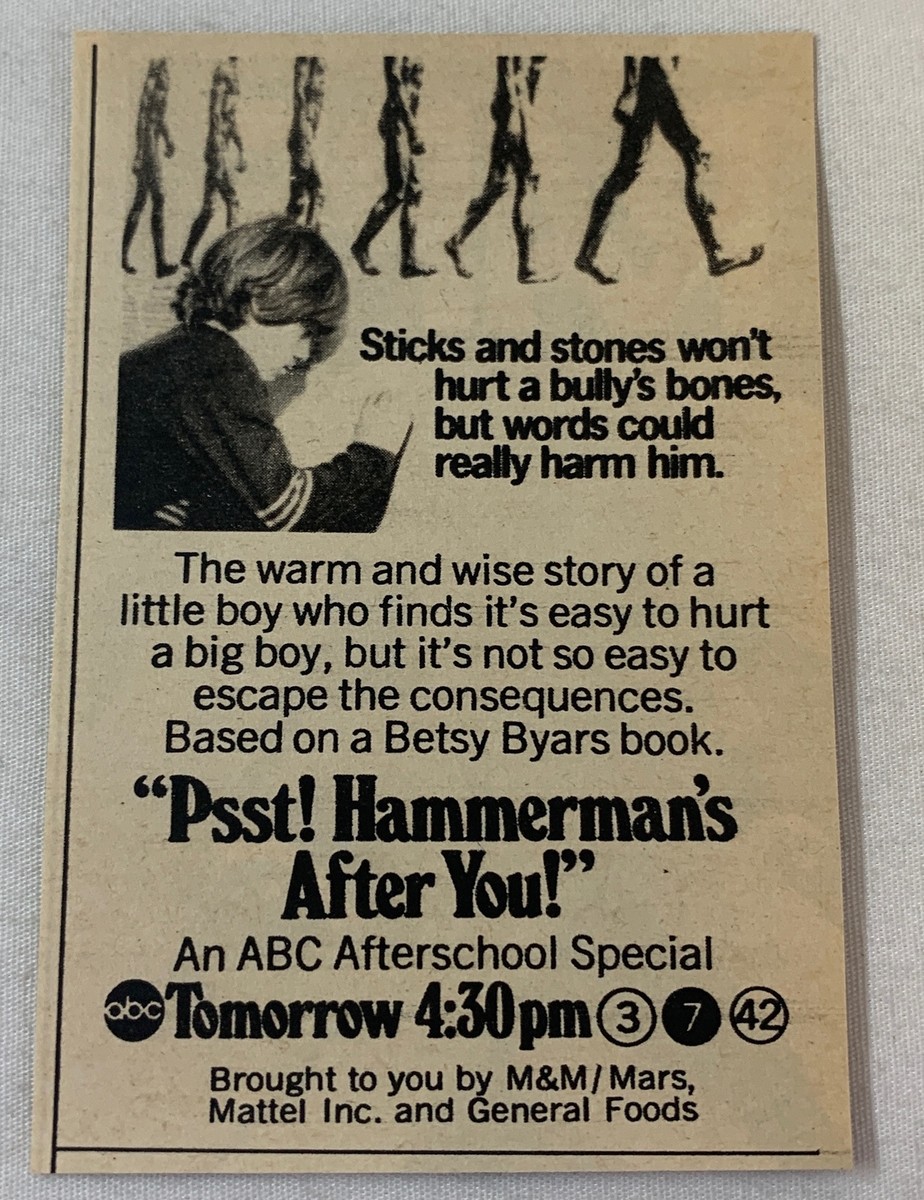 Sticks and stones won't
hurt a bully's bones,
but words could
really harm him.
The warm and wise story of a
little boy who finds it's easy to hurt
a big boy, but it's not so easy to
escape the consequences.
Based on a Betsy Byars book.
“Psst! Hammerman's
After You!”
An ABC Afterschool Special
abc Tomorrow 4:30pm 3 7 42
Brought to you by M&M/Mars,
Mattel Inc. and General Foods